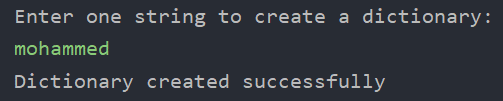 Enter one string to create a dictionary:
mohammed
Dictionary created successfully